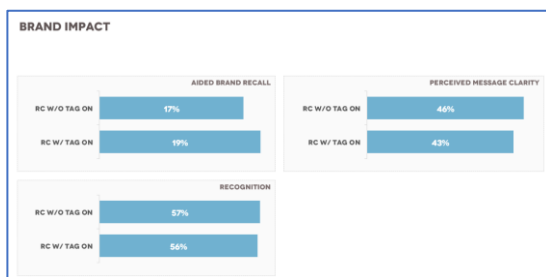 BRAND IMPACT
AIDED BRAND RECALL
RC W/O TAG ON 17%
RC W/ TAG ON 19%
PERCEIVED MESSAGE CLARITY
RC W/O TAG ON 46%
RC W/ TAG ON 43%
RECOGNITION
RC W/O TAG ON 57%
RC W/ TAG ON 56%